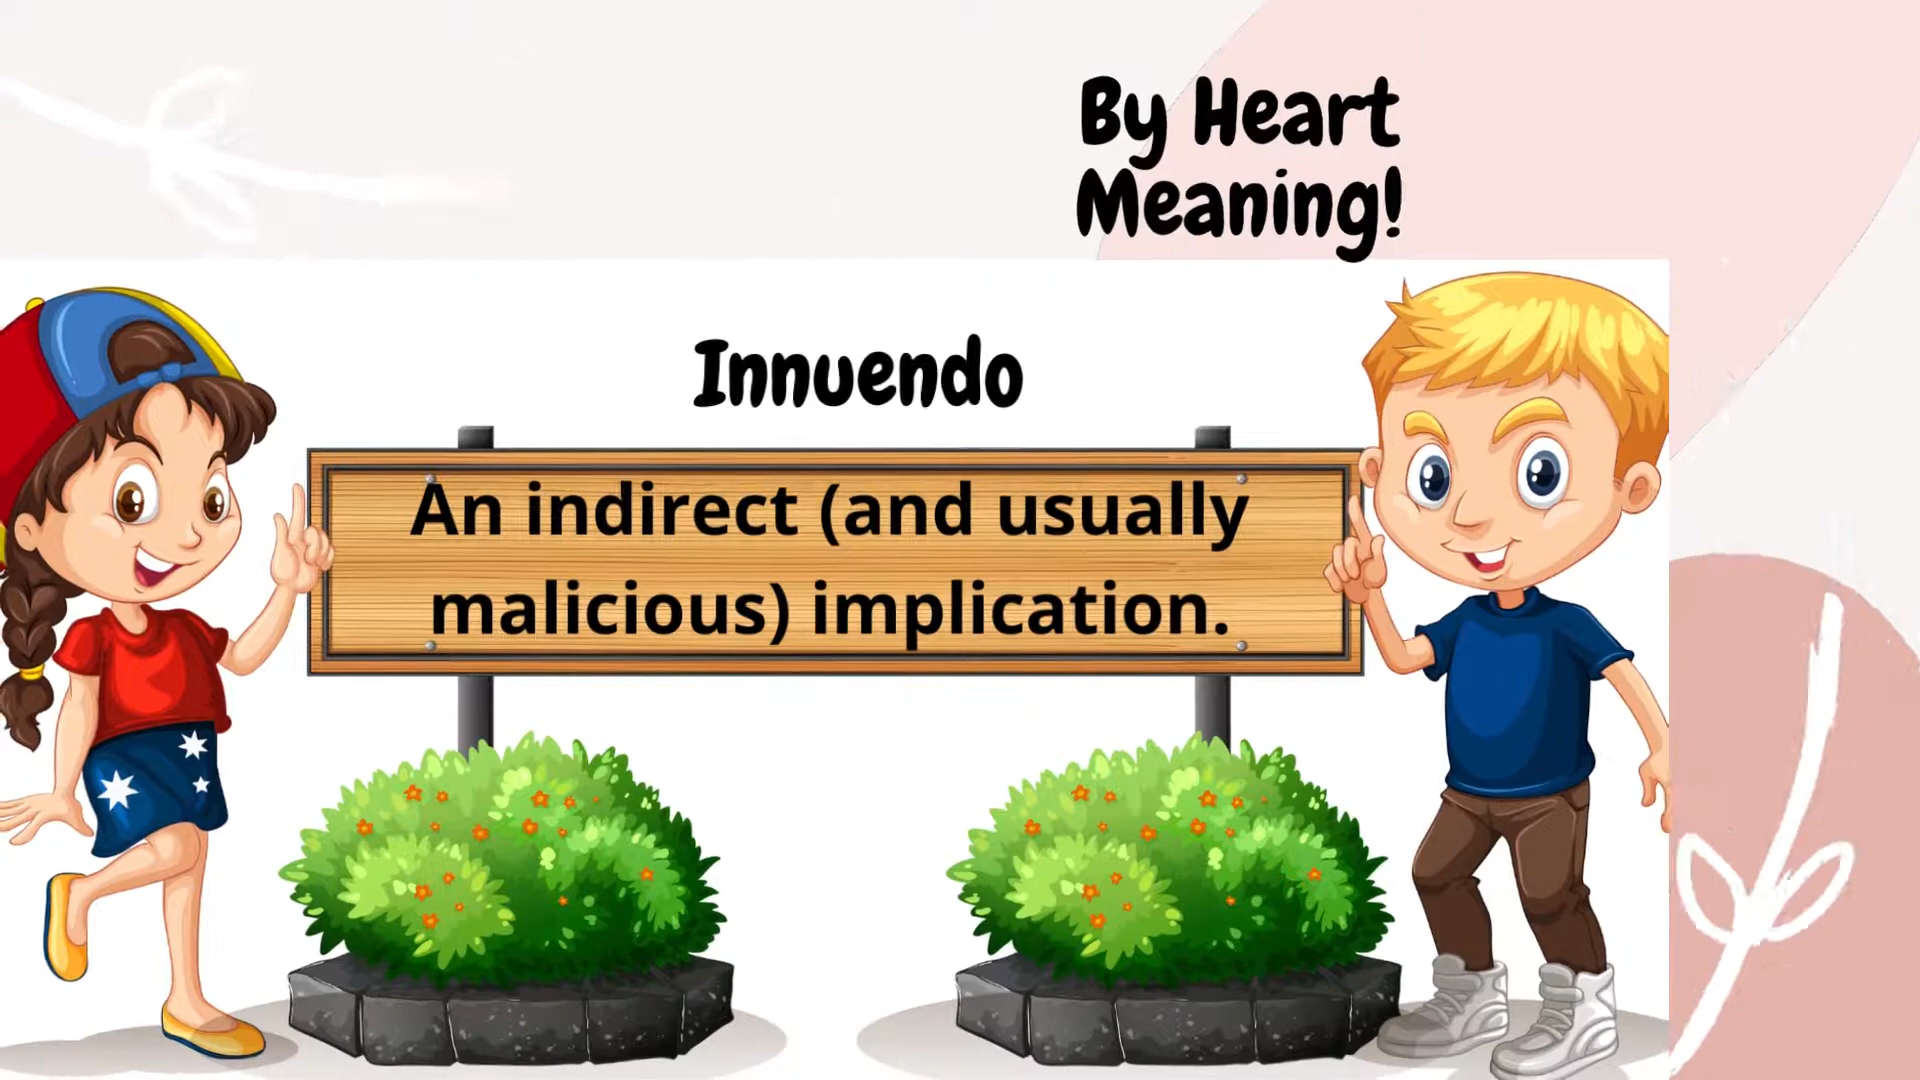 By Heart
Meaning!
Innuendo
An indirect (and usually
malicious) implication.